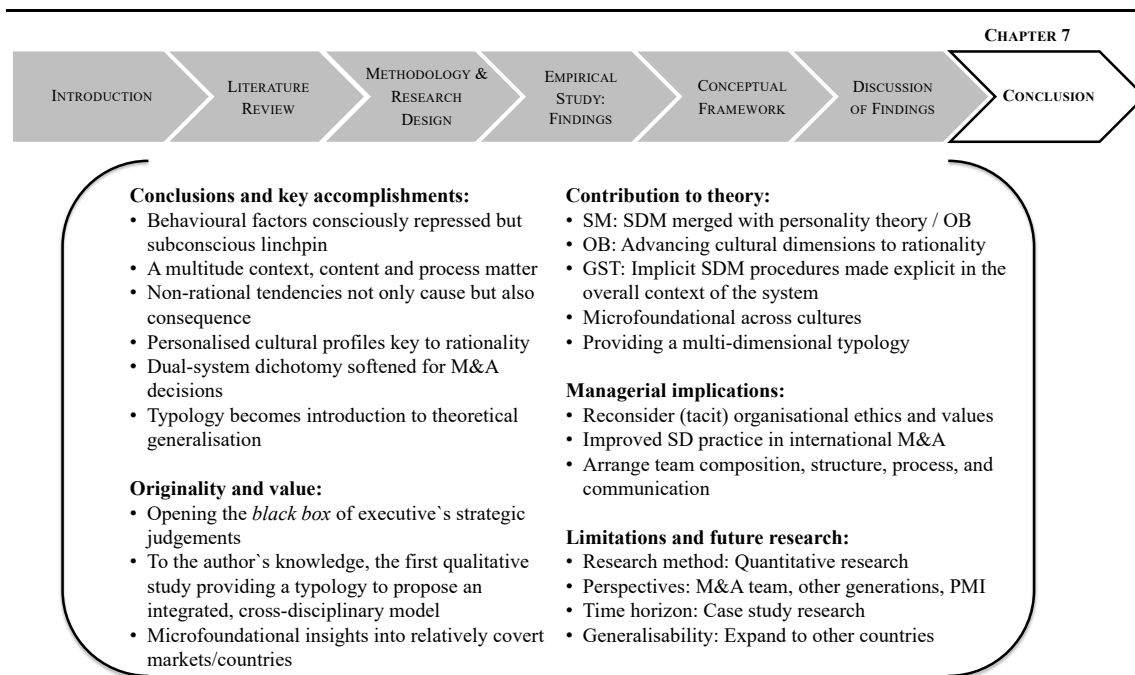 CHAPTER 7
INTRODUCTION
LITERATURE
REVIEW
METHODOLOGY &
RESEARCH
DESIGN
EMPIRICAL
STUDY:
FINDINGS
CONCEPTUAL
FRAMEWORK
DISCUSSION
OF FINDINGS
CONCLUSION
Conclusions and key accomplishments:
• Behavioural factors consciously repressed but
subconscious linchpin
• A multitude context, content and process matter
• Non-rational tendencies not only cause but also
consequence
• Personalised cultural profiles key to rationality
• Dual-system dichotomy softened for M&A
decisions
• Typology becomes introduction to theoretical
generalisation
Originality and value:
• Opening the black box of executive`s strategic
judgements
• To the author`s knowledge, the first qualitative
study providing a typology to propose an
integrated, cross-disciplinary model
• Microfoundational insights into relatively covert
markets/countries
Contribution to theory:
• SM: SDM merged with personality theory / OB
• OB: Advancing cultural dimensions to rationality
• GST: Implicit SDM procedures made explicit in the
overall context of the system
• Microfoundational across cultures
• Providing a multi-dimensional typology
Managerial implications:
• Reconsider (tacit) organisational ethics and values
• Improved SD practice in international M&A
• Arrange team composition, structure, process, and
communication
Limitations and future research:
• Research method: Quantitative research
• Perspectives: M&A team, other generations, PMI
• Time horizon: Case study research
• Generalisability: Expand to other countries